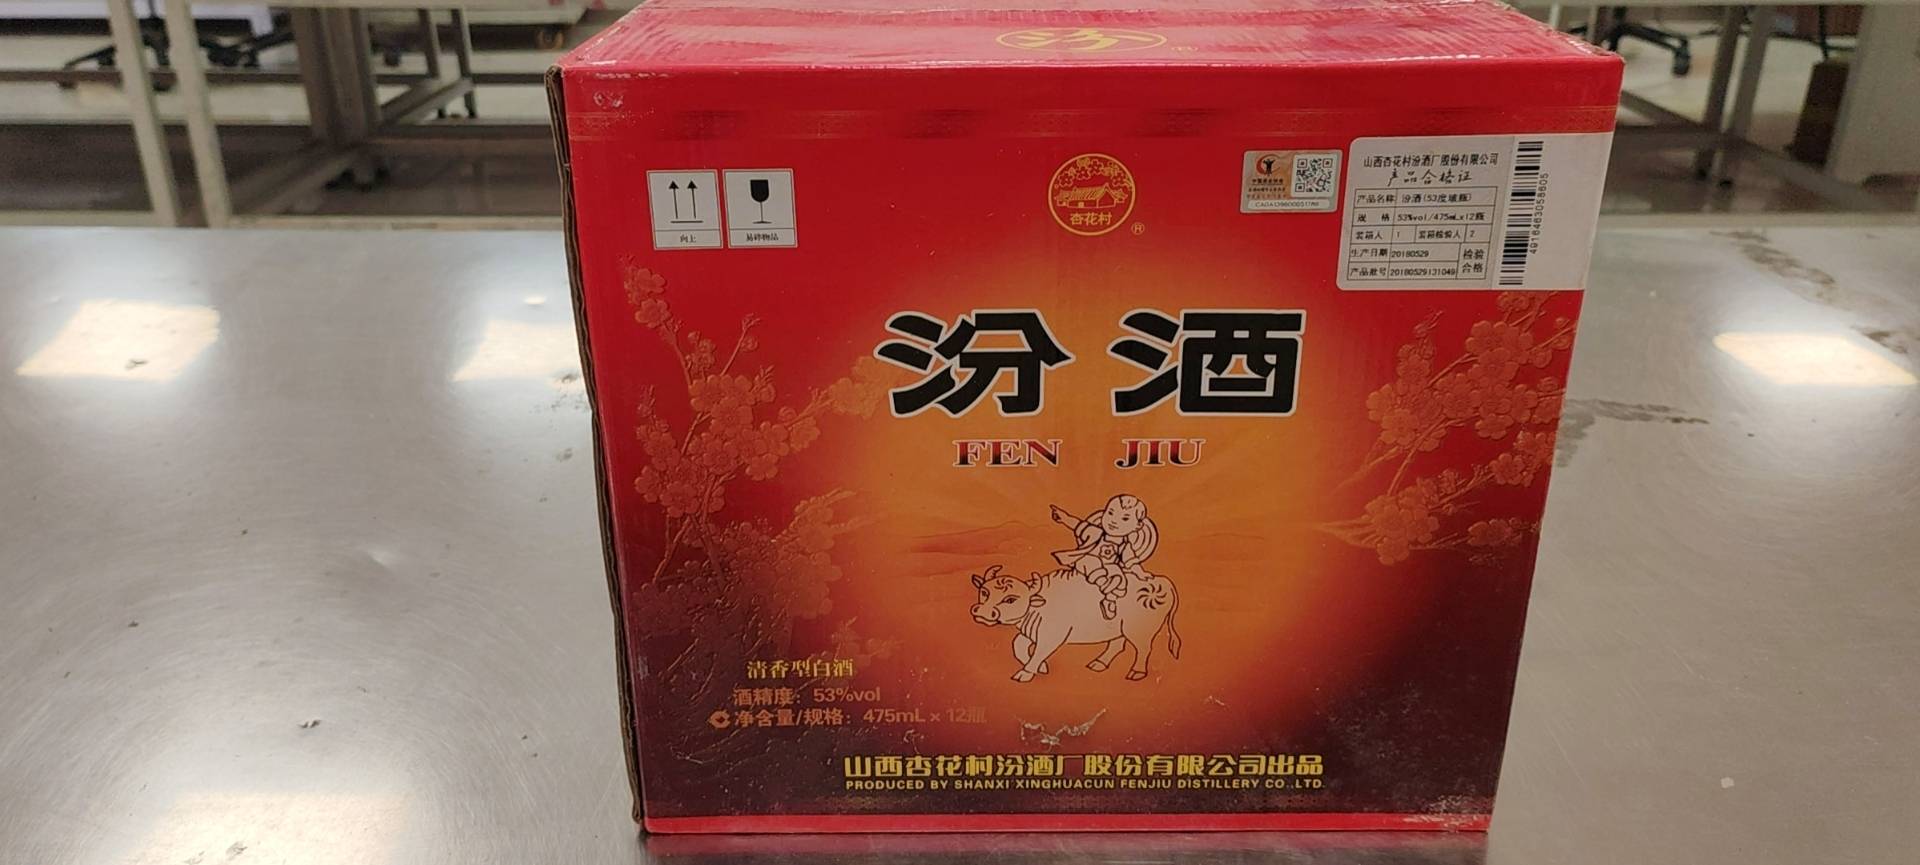 汾
®
向上
易碎物品
杏花村
®
山西杏花村汾酒厂股份有限公司
产品合格证
产品名称 汾酒(53度玻瓶)
规 格 53%vol/475mLx12瓶
装箱人 1 装箱检验人 2
生产日期 20180529 检验
产品批号 20180529131049 合格
汾酒
FEN JIU
清香型白酒
酒精度：53%vol
净含量/规格：475mL×12瓶
山西杏花村汾酒厂股份有限公司出品
PRODUCED BY SHANXI XINGHUACUN FENJIU DISTILLERY CO.,LTD.